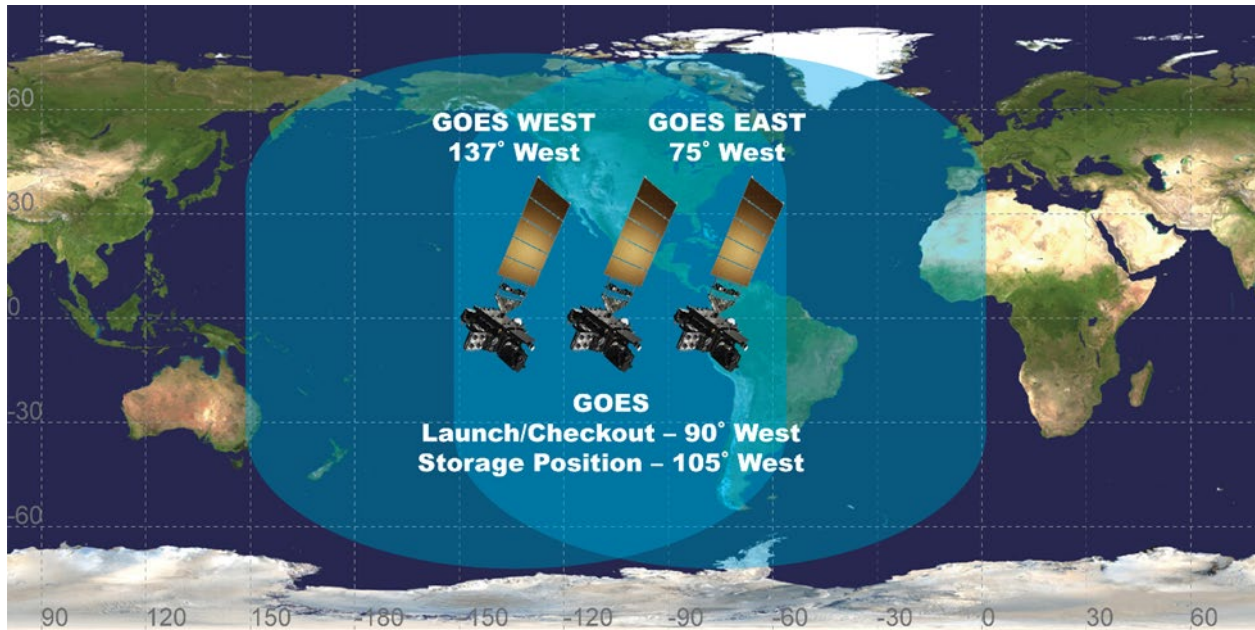 60
30
0
-30
-60
GOES WEST
137° West
GOES EAST
75° West
GOES
Launch/Checkout – 90° West
Storage Position – 105° West
90 120 150 -180 -150 -120 -90 -60 -30 0 30 60